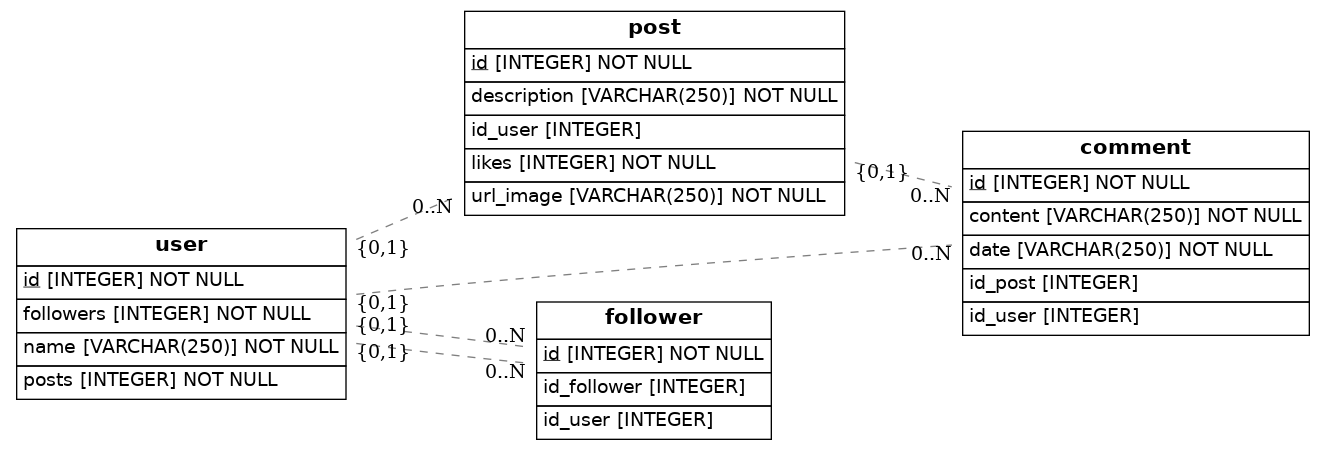 post
id [INTEGER] NOT NULL
description [VARCHAR(250)] NOT NULL
id_user [INTEGER]
likes [INTEGER] NOT NULL
url_image [VARCHAR(250)] NOT NULL
comment
id [INTEGER] NOT NULL
content [VARCHAR(250)] NOT NULL
date [VARCHAR(250)] NOT NULL
id_post [INTEGER]
id_user [INTEGER]
{0,1}
0..N
0..N
{0,1}
0..N
{0,1}
user
id [INTEGER] NOT NULL
followers [INTEGER] NOT NULL
name [VARCHAR(250)] NOT NULL
posts [INTEGER] NOT NULL
{0,1}
0..N
{0,1}
0..N
follower
id [INTEGER] NOT NULL
id_follower [INTEGER]
id_user [INTEGER]